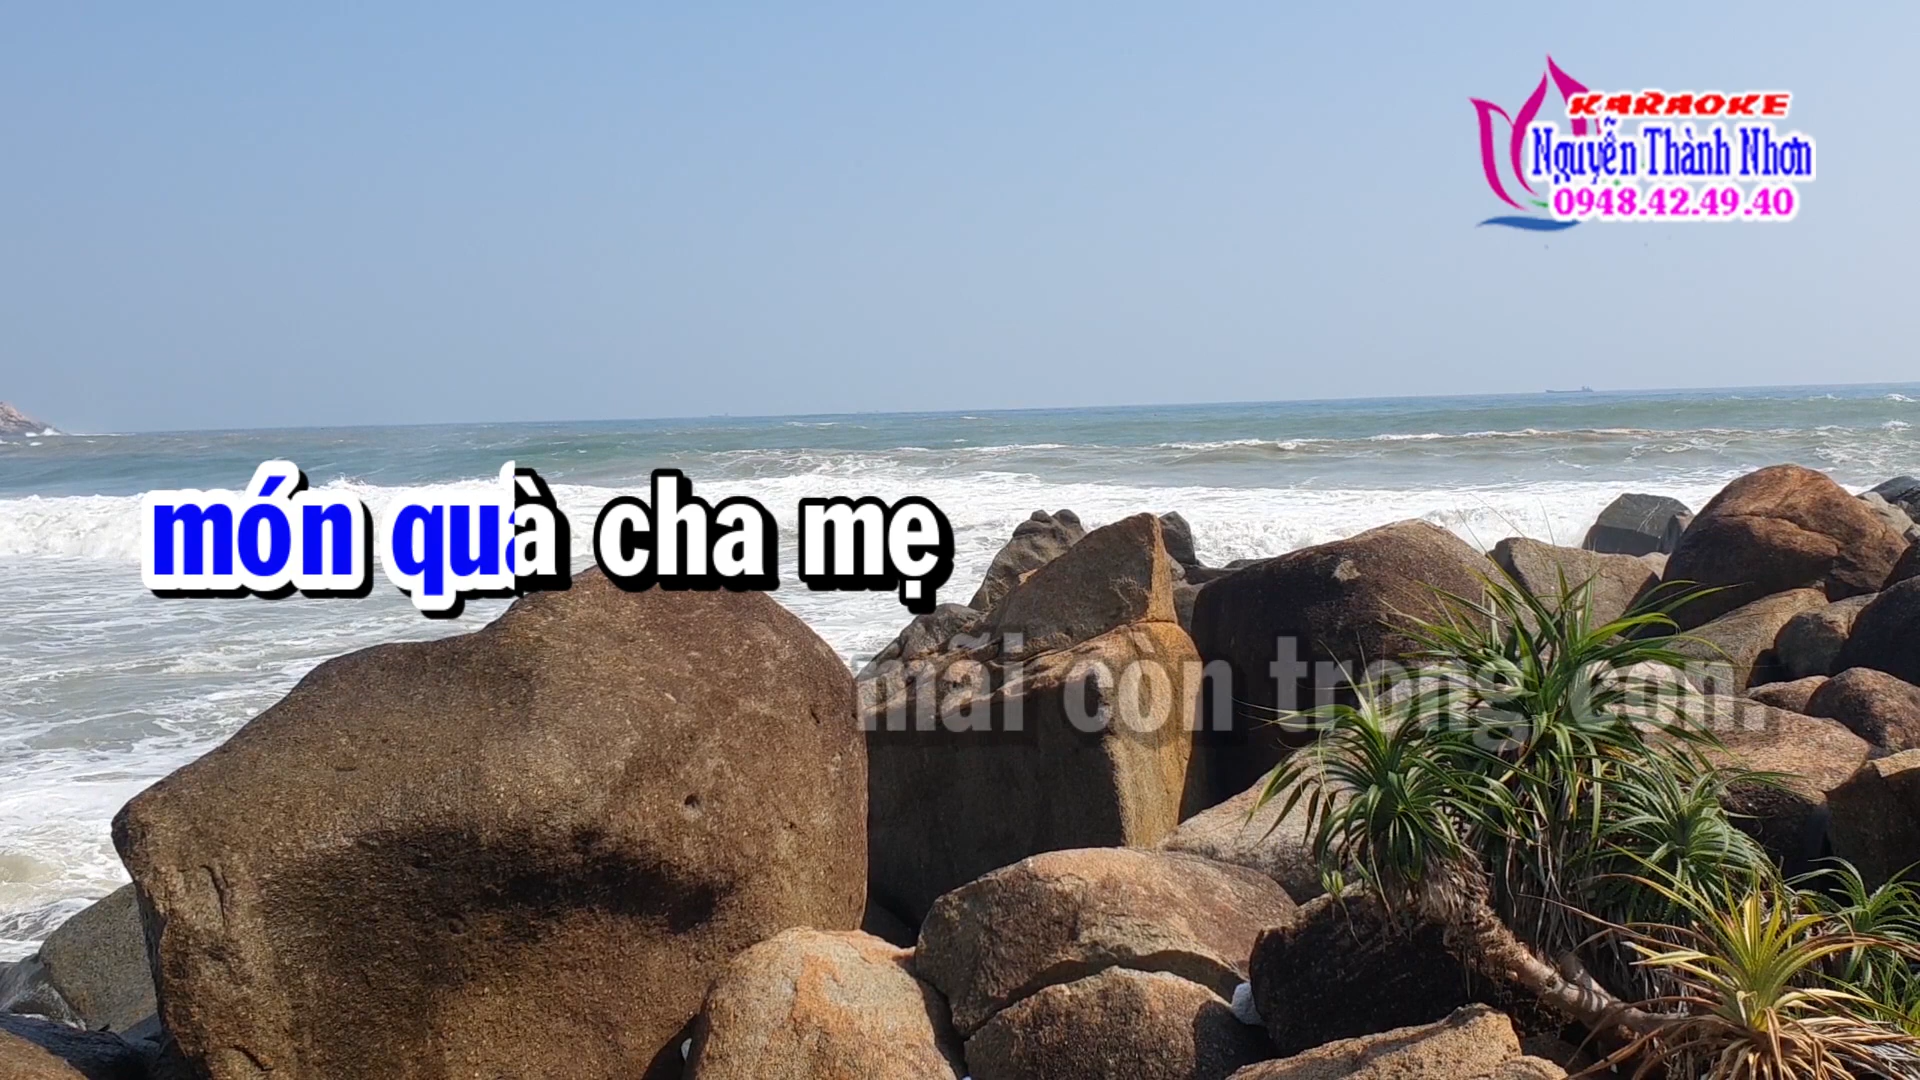 KARAOKE
Nguyễn Thành Nhơn
0948.42.49.40
món quà cha mẹ
mãi còn trong con.